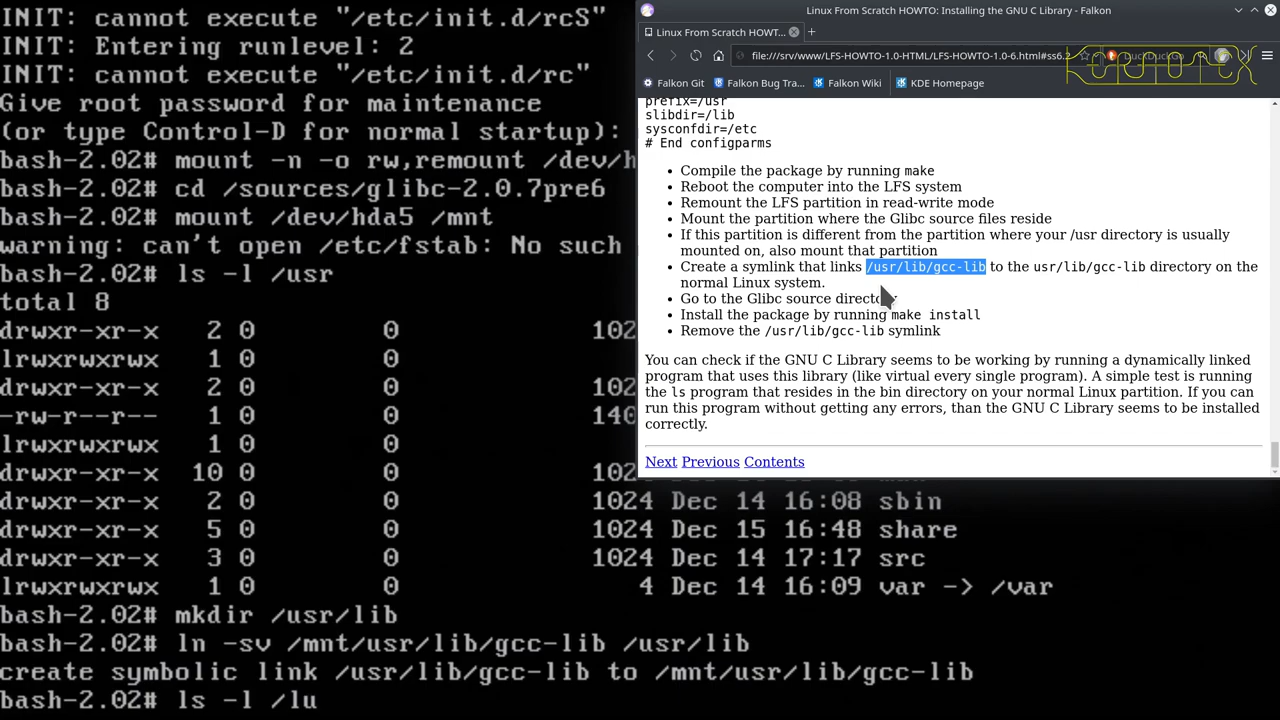 INIT: cannot execute "/etc/init.d/rcS"
INIT: Entering runlevel: 2
INIT: cannot execute "/etc/init.d/rc"
Give root password for maintenance
(or type Control-D for normal startup):
bash-2.02# mount -n -o rw,remount /dev/h
bash-2.02# cd /sources/glibc-2.0.7pre6
bash-2.02# mount /dev/hda5 /mnt
warning: can't open /etc/fstab: No such
bash-2.02# ls -l /usr
total 8
drwxr-xr-x 2 0 0 102
lrwxrwxrwx 1 0 0
drwxr-xr-x 2 0 0 102
-rw-r--r-- 1 0 0 140
lrwxrwxrwx 1 0 0
drwxr-xr-x 10 0 0
drwxr-xr-x 2 0 0 1024 Dec 14 16:08 sbin
drwxr-xr-x 5 0 0 1024 Dec 15 16:48 share
drwxr-xr-x 3 0 0 1024 Dec 14 17:17 src
lrwxrwxrwx 1 0 0 4 Dec 14 16:09 var -> /var
bash-2.02# mkdir /usr/lib
bash-2.02# ln -sv /mnt/usr/lib/gcc-lib /usr/lib
create symbolic link /usr/lib/gcc-lib to /mnt/usr/lib/gcc-lib
bash-2.02# ls -l /lu
Linux From Scratch HOWTO: Installing the GNU C Library - Falkon
Linux From Scratch HOWT...
file:///srv/www/LFS-HOWTO-1.0-HTML/LFS-HOWTO-1.0-6.html#ss6.2
DuckDuckGo
Falkon Git
Falkon Bug Tra...
Falkon Wiki
KDE Homepage
prefix=/usr
slibdir=/lib
sysconfdir=/etc
# End configparms
• Compile the package by running make
• Reboot the computer into the LFS system
• Remount the LFS partition in read-write mode
• Mount the partition where the Glibc source files reside
• If this partition is different from the partition where your /usr directory is usually
mounted on, also mount that partition
• Create a symlink that links /usr/lib/gcc-lib to the usr/lib/gcc-lib directory on the
normal Linux system.
• Go to the Glibc source directory
• Install the package by running make install
• Remove the /usr/lib/gcc-lib symlink
You can check if the GNU C Library seems to be working by running a dynamically linked
program that uses this library (like virtual every single program). A simple test is running
the ls program that resides in the bin directory on your normal Linux partition. If you can
run this program without getting any errors, than the GNU C Library seems to be installed
correctly.
Next Previous Contents